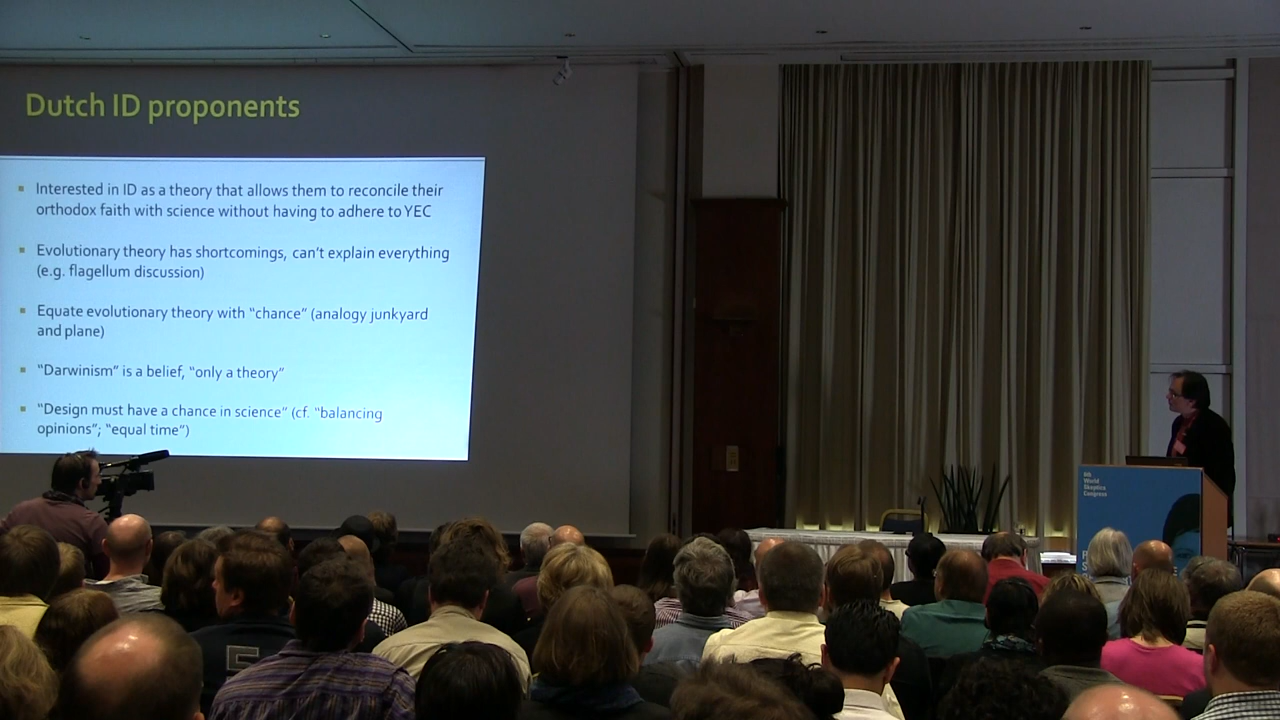 Dutch ID proponents
Interested in ID as a theory that allows them to reconcile their
orthodox faith with science without having to adhere to YEC
Evolutionary theory has shortcomings, can't explain everything
(e.g. flagellum discussion)
Equate evolutionary theory with “chance” (analogy junkyard
and plane)
“Darwinism” is a belief, “only a theory”
“Design must have a chance in science” (cf. “balancing
opinions”; “equal time”)
World
Skeptics
Congress